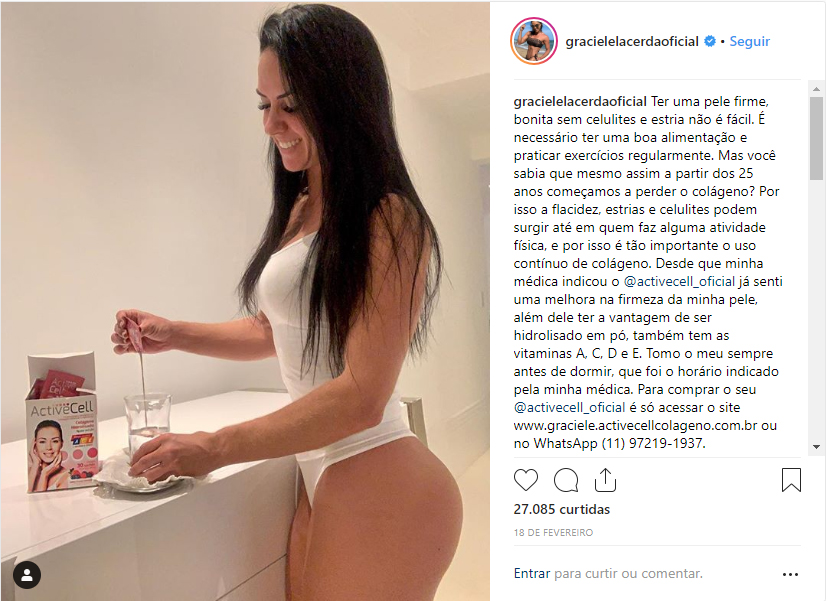 gracielelacerdaoficial • Seguir
gracielelacerdaoficial Ter uma pele firme,
bonita sem celulites e estria não é fácil. É
necessário ter uma boa alimentação e
praticar exercícios regularmente. Mas você
sabia que mesmo assim a partir dos 25
anos começamos a perder o colágeno? Por
isso a flacidez, estrias e celulites podem
surgir até em quem faz alguma atividade
física, e por isso é tão importante o uso
contínuo de colágeno. Desde que minha
médica indicou o @activecell_oficial já senti
uma melhora na firmeza da minha pele,
além dele ter a vantagem de ser
hidrolisado em pó, também tem as
vitaminas A, C, D e E. Tomo o meu sempre
antes de dormir, que foi o horário indicado
pela minha médica. Para comprar o seu
@activecell_oficial é só acessar o site
www.graciele.activecellcolageno.com.br ou
no WhatsApp (11) 97219-1937.
ActiveCell
27.085 curtidas
18 DE FEVEREIRO
Entrar para curtir ou comentar.